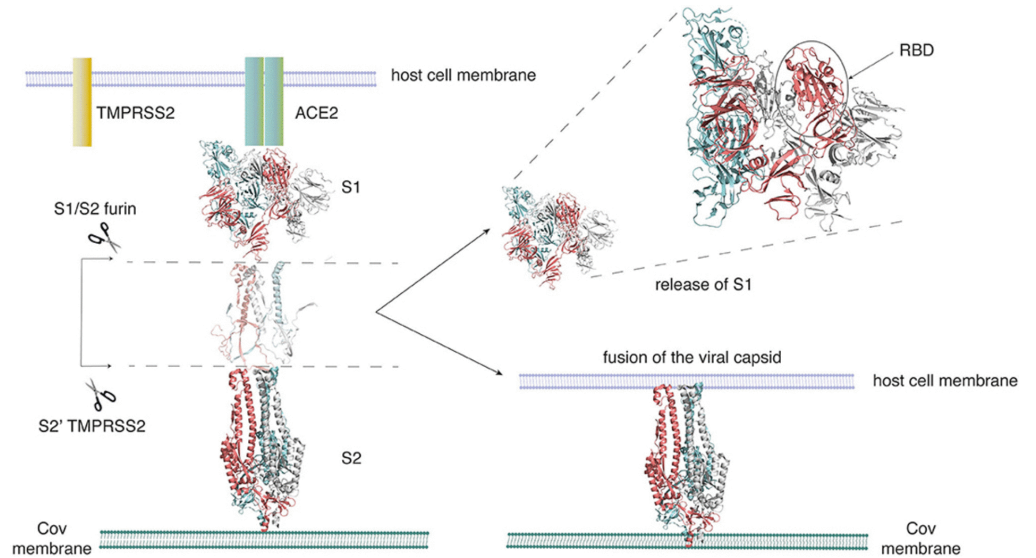 host cell membrane
TMPRSS2
ACE2
S1
S1/S2 furin
S2' TMPRSS2
S2
Cov
membrane
RBD
release of S1
fusion of the viral capsid
host cell membrane
Cov
membrane